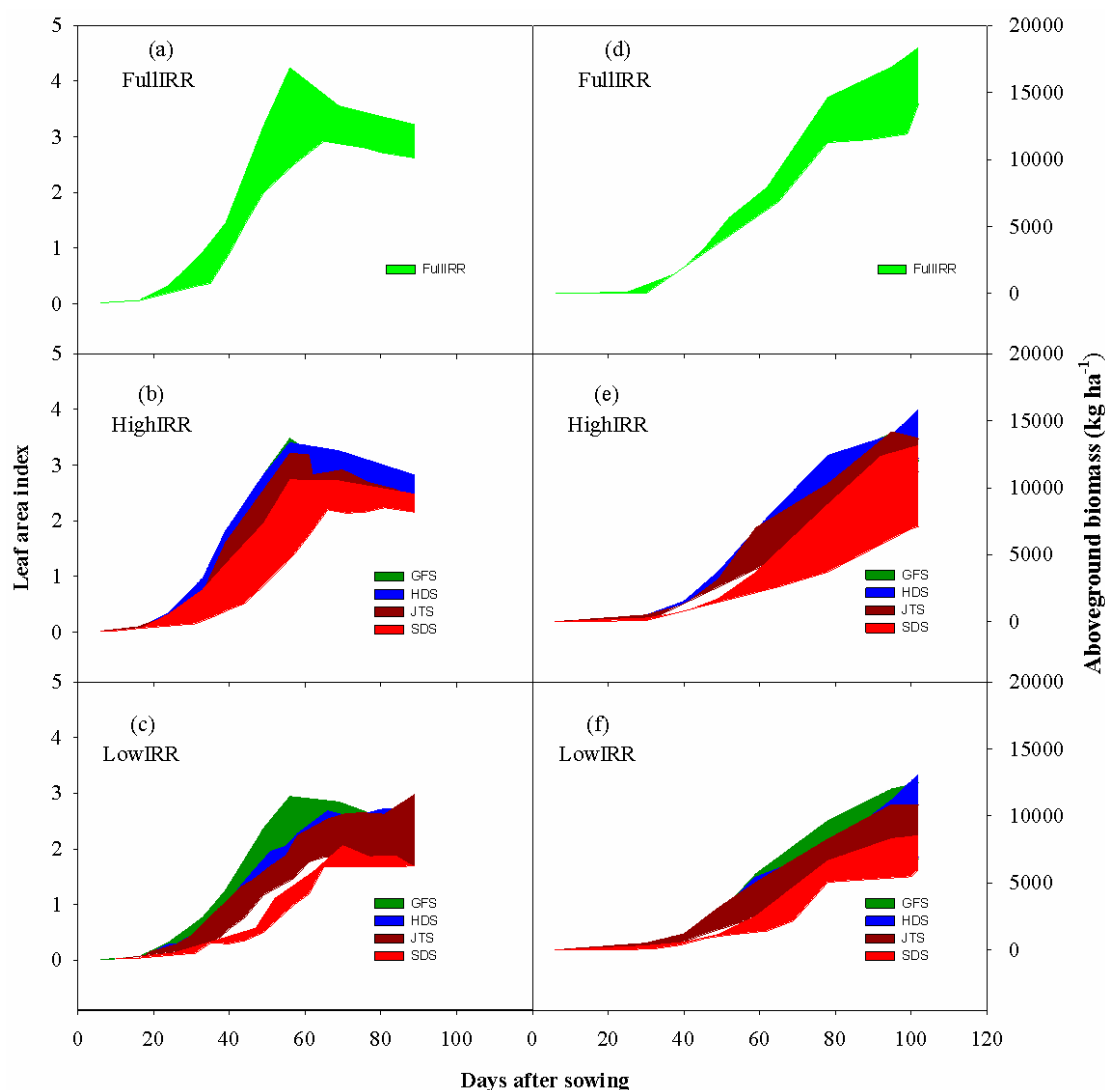 5
4
3
2
1
0
(a)
FullIRR
FullIRR
(d)
FullIRR
FullIRR
20000
15000
10000
5000
0
5
4
3
2
1
0
(b)
HighIRR
GFS
HDS
JTS
SDS
(e)
HighIRR
GFS
HDS
JTS
SDS
20000
15000
10000
5000
0
5
4
3
2
1
0
(c)
LowIRR
GFS
HDS
JTS
SDS
(f)
LowIRR
GFS
HDS
JTS
SDS
20000
15000
10000
5000
0
Leaf area index
Aboveground biomass (kg ha⁻¹)
0 20 40 60 80 100 0 20 40 60 80 100 120
Days after sowing